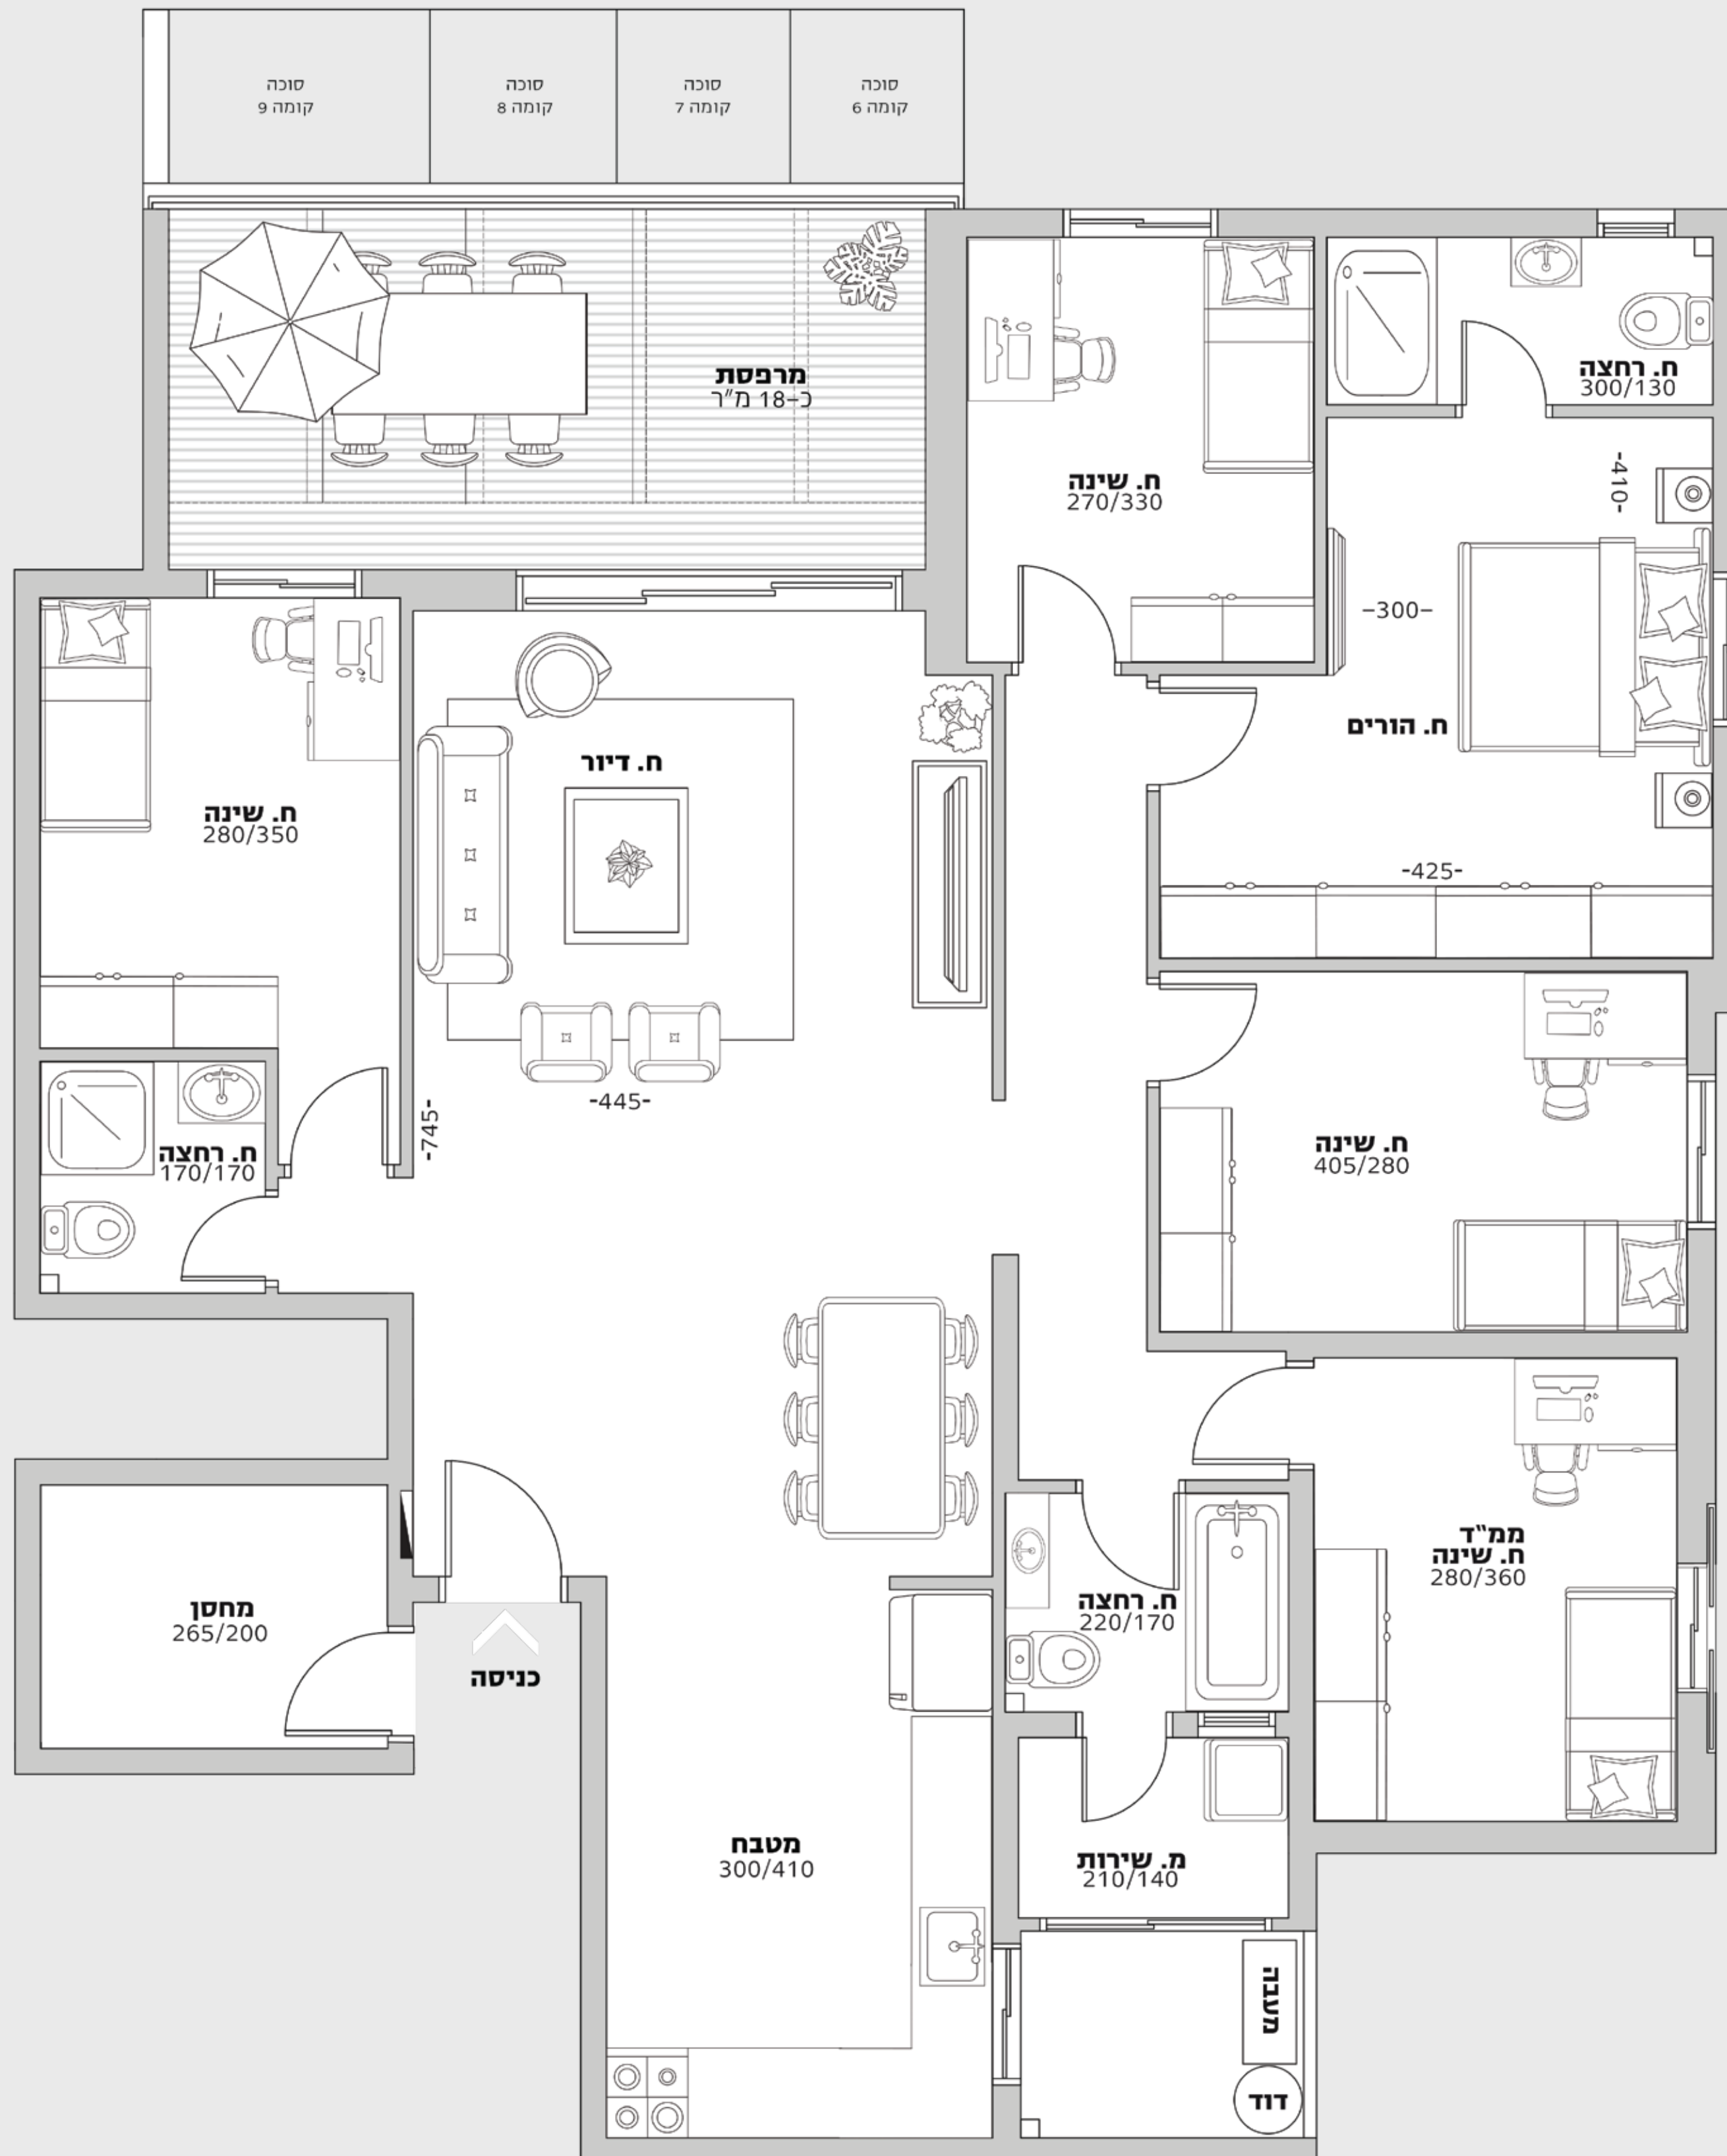 סוכה
קומה 9
סוכה
קומה 8
סוכה
קומה 7
סוכה
קומה 6
מרפסת
כ-18 מ"ר
ח. שינה
270/330
ח. רחצה
300/130
-410-
-300-
ח. הורים
-425-
ח. שינה
280/350
ח. דיור
-445-
-745-
ח. רחצה
170/170
ח. שינה
405/280
ממ"ד
ח. שינה
280/360
ח. רחצה
220/170
מחסן
265/200
כניסה
מטבח
300/410
מ. שירות
210/140
מעבה
דוד